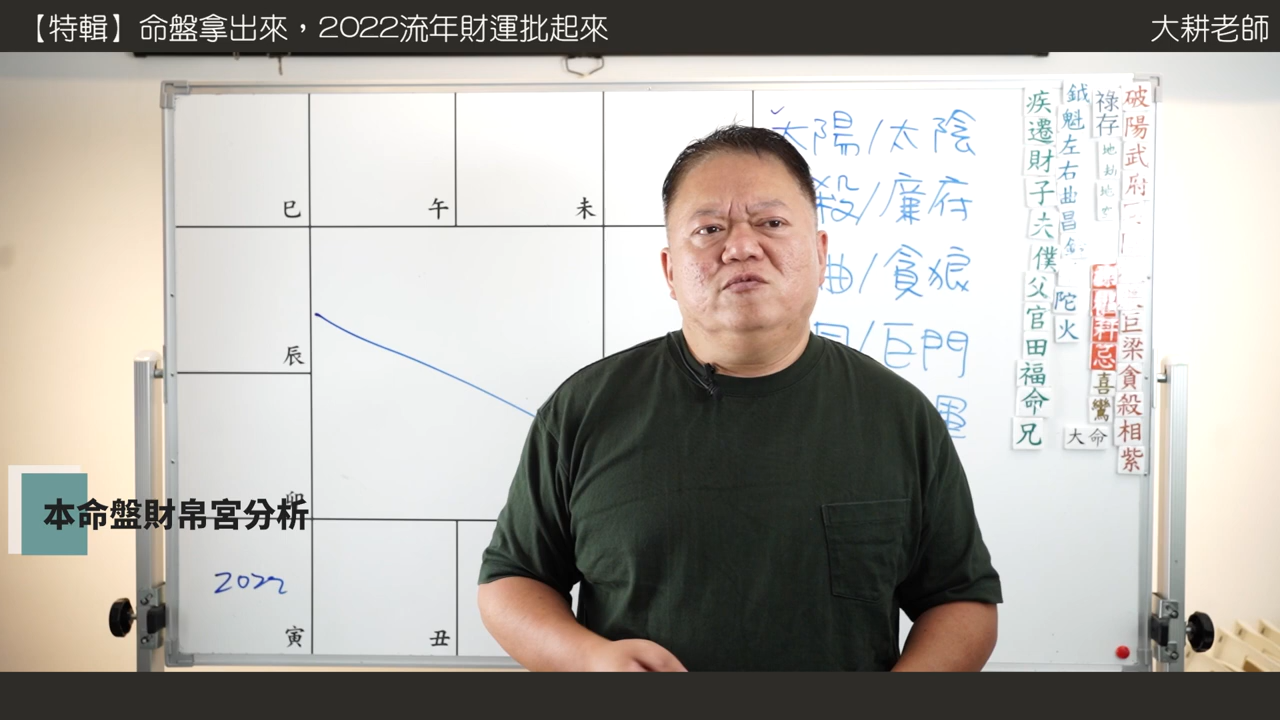 【特輯】命盤拿出來，2022流年財運批起來
大耕老師
巳
午
未
辰
本命盤財帛宮分析
2022
寅
丑
太陽/太陰
殺/廉府
曲/貪狼
/巨門
疾遷財子夫僕父官田福命兄
鉞魁左右曲昌
陀火
祿存
地劫地
忌
喜鸞
大命
破陽武府
巨梁貪殺相紫